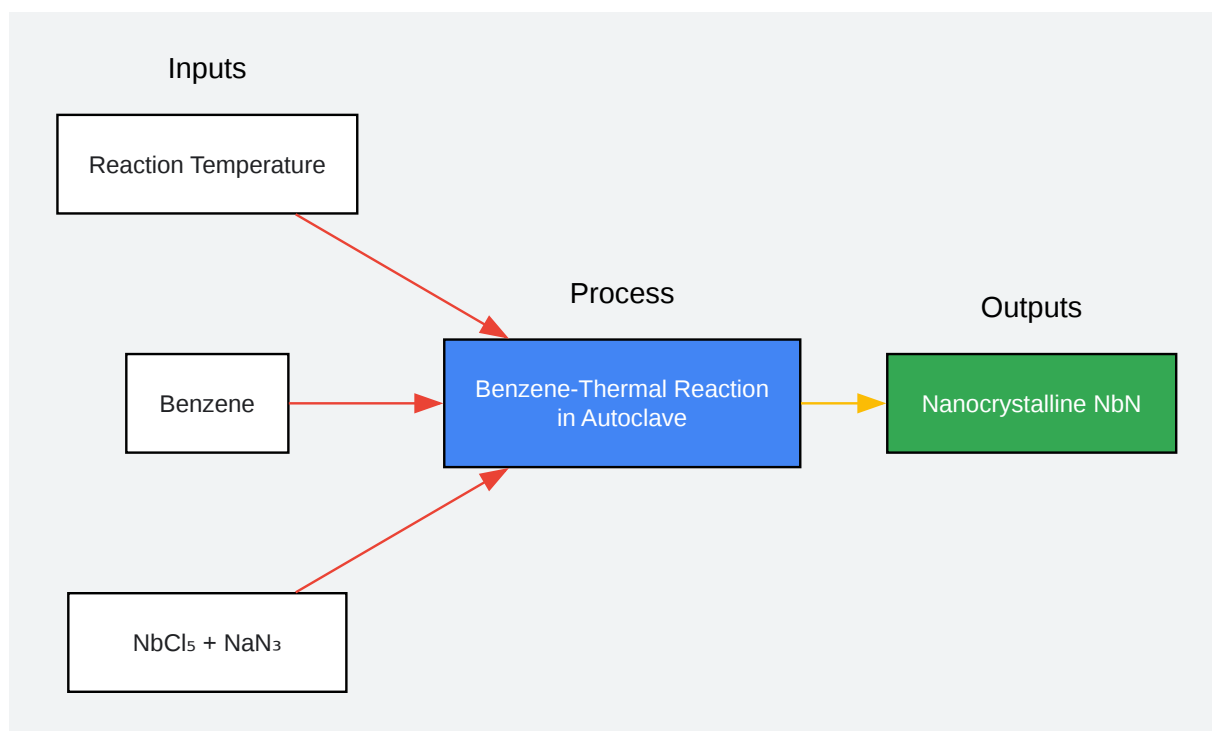 Inputs
Reaction Temperature
Process
Outputs
Benzene
Benzene-Thermal Reaction
in Autoclave
Nanocrystalline NbN
NbCl₅ + NaN₃